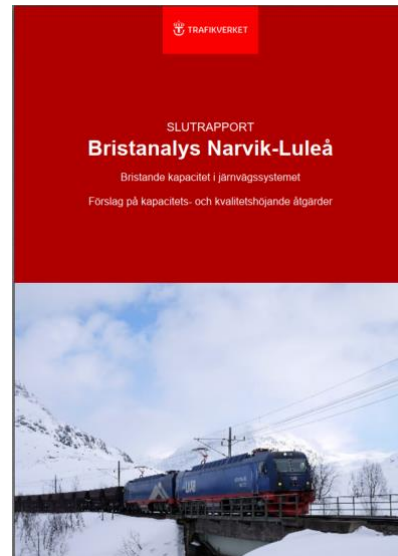 TRAFIKVERKET
SLUTRAPPORT
Bristanalys Narvik-Luleå
Bristande kapacitet i järnvägssystemet
Förslag på kapacitets- och kvalitetshöjande åtgärder